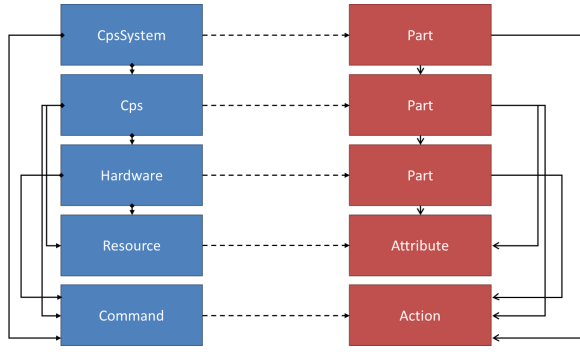 CpsSystem
Part
Cps
Part
Hardware
Part
Resource
Attribute
Command
Action